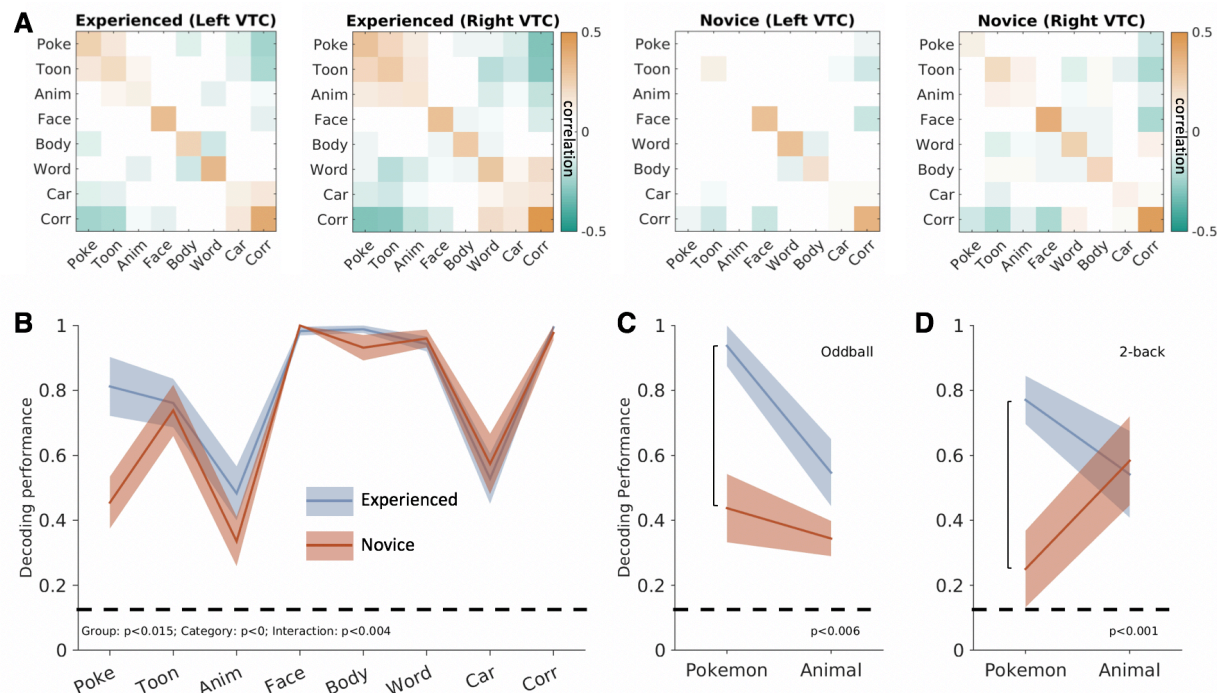 A
Experienced (Left VTC)
Poke
Toon
Anim
Face
Body
Word
Car
Corr
Poke
Toon
Anim
Face
Body
Word
Car
Corr
Experienced (Right VTC)
Poke
Toon
Anim
Face
Body
Word
Car
Corr
Poke
Toon
Anim
Face
Body
Word
Car
Corr
0.5
0
-0.5
correlation
Novice (Left VTC)
Poke
Toon
Anim
Face
Word
Body
Car
Corr
Poke
Toon
Anim
Face
Word
Body
Car
Corr
Novice (Right VTC)
Poke
Toon
Anim
Face
Word
Body
Car
Corr
Poke
Toon
Anim
Face
Word
Body
Car
Corr
0.5
0
-0.5
correlation
B
Decoding performance
1
0.8
0.6
0.4
0.2
0
Experienced
Novice
Group: p<0.015; Category: p<0; Interaction: p<0.004
Poke
Toon
Anim
Face
Body
Word
Car
Corr
C
Decoding Performance
1
0.8
0.6
0.4
0.2
0
Oddball
p<0.006
Pokemon
Animal
D
1
0.8
0.6
0.4
0.2
0
2-back
p<0.001
Pokemon
Animal